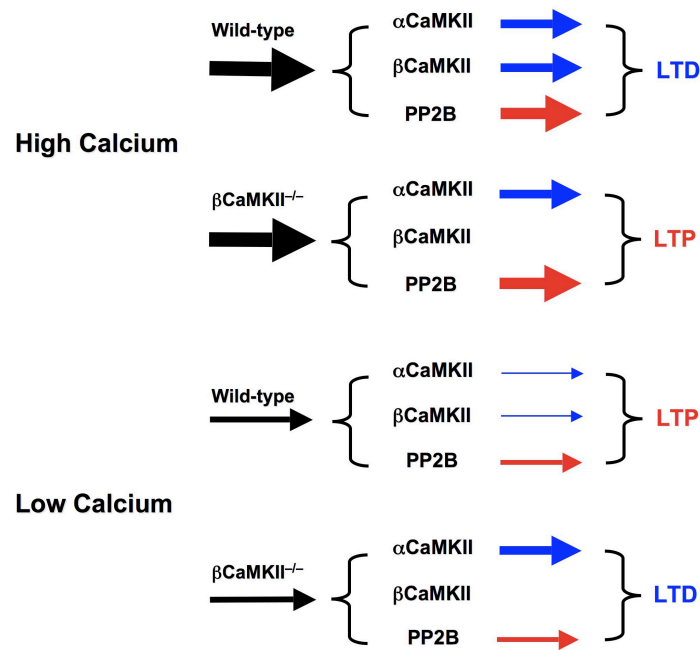 Wild-type
αCaMKII
βCaMKII
PP2B
LTD
High Calcium
βCaMKII–/–
αCaMKII
βCaMKII
PP2B
LTP
Wild-type
αCaMKII
βCaMKII
PP2B
LTP
Low Calcium
βCaMKII–/–
αCaMKII
βCaMKII
PP2B
LTD